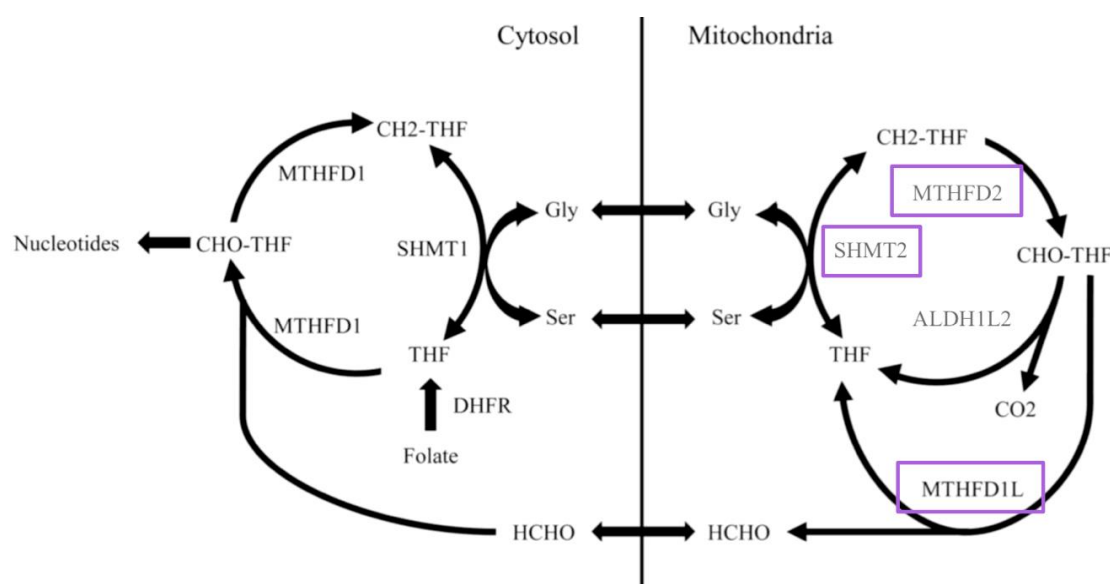 Cytosol
Mitochondria
CH2-THF
MTHFD1
Nucleotides
CHO-THF
SHMT1
MTHFD1
THF
DHFR
Folate
Gly
Ser
HCHO
CH2-THF
MTHFD2
Gly
SHMT2
CHO-THF
Ser
ALDH1L2
THF
CO2
MTHFD1L
HCHO